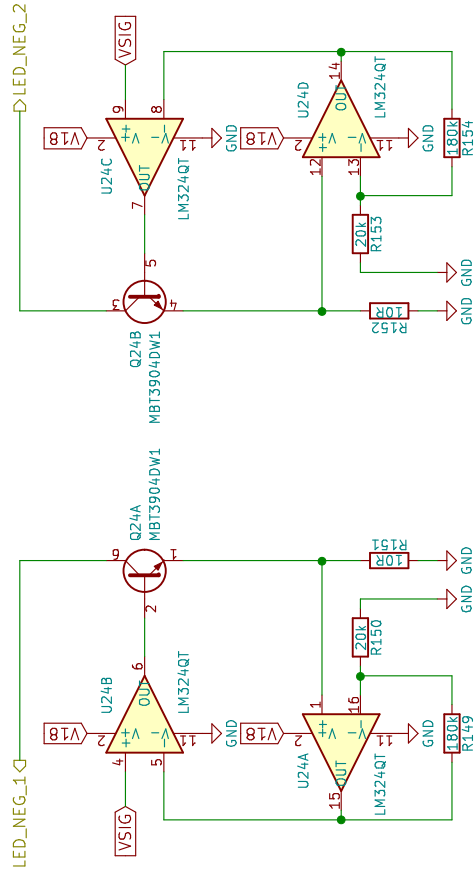 LED_NEG_2
VSIG
9
8
V18
2
11
GND
U24C
LM324QT
+
−
V
V
OUT
7
14
OUT
U24D
LM324QT
V18
2
11
GND
+
−
V
V
12
13
180k
R154
20k
R153
GND
10R
R152
GND
5
3
4
Q24B
MBT3904DW1
Q24A
MBT3904DW1
6
1
2
10R
R151
GND
20k
R150
GND
6
OUT
U24B
LM324QT
V18
2
11
GND
+
−
V
V
4
5
VSIG
LED_NEG_1
1
16
V18
2
11
GND
+
−
V
V
U24A
OUT
LM324QT
15
180k
R149